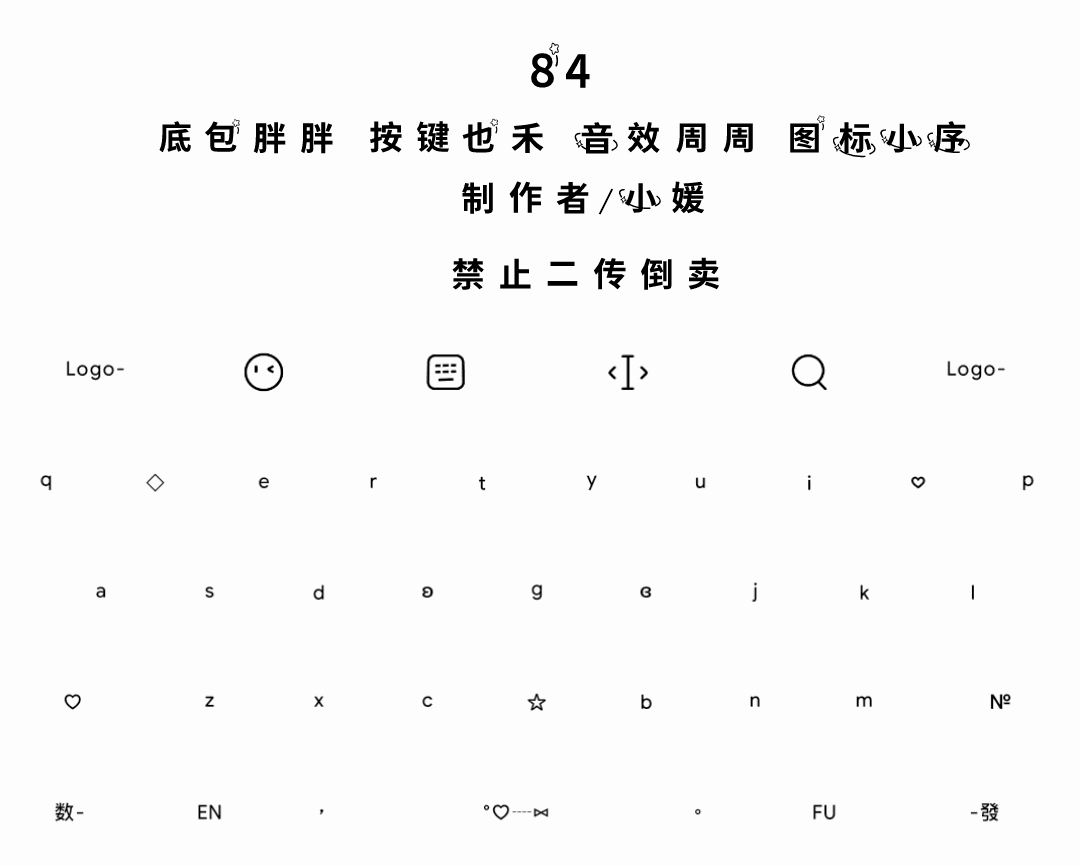 84
底包胖胖 按键也禾 音效周周 图标小序
制作者/小媛
禁止二传倒卖
Logo- Logo-
q ◇ e r t y u i ♡ p
a s d ʚ g ɞ j k l
♡ z x c ☆ b n m №
数- EN ， °♡┈⋈ 。 FU -發